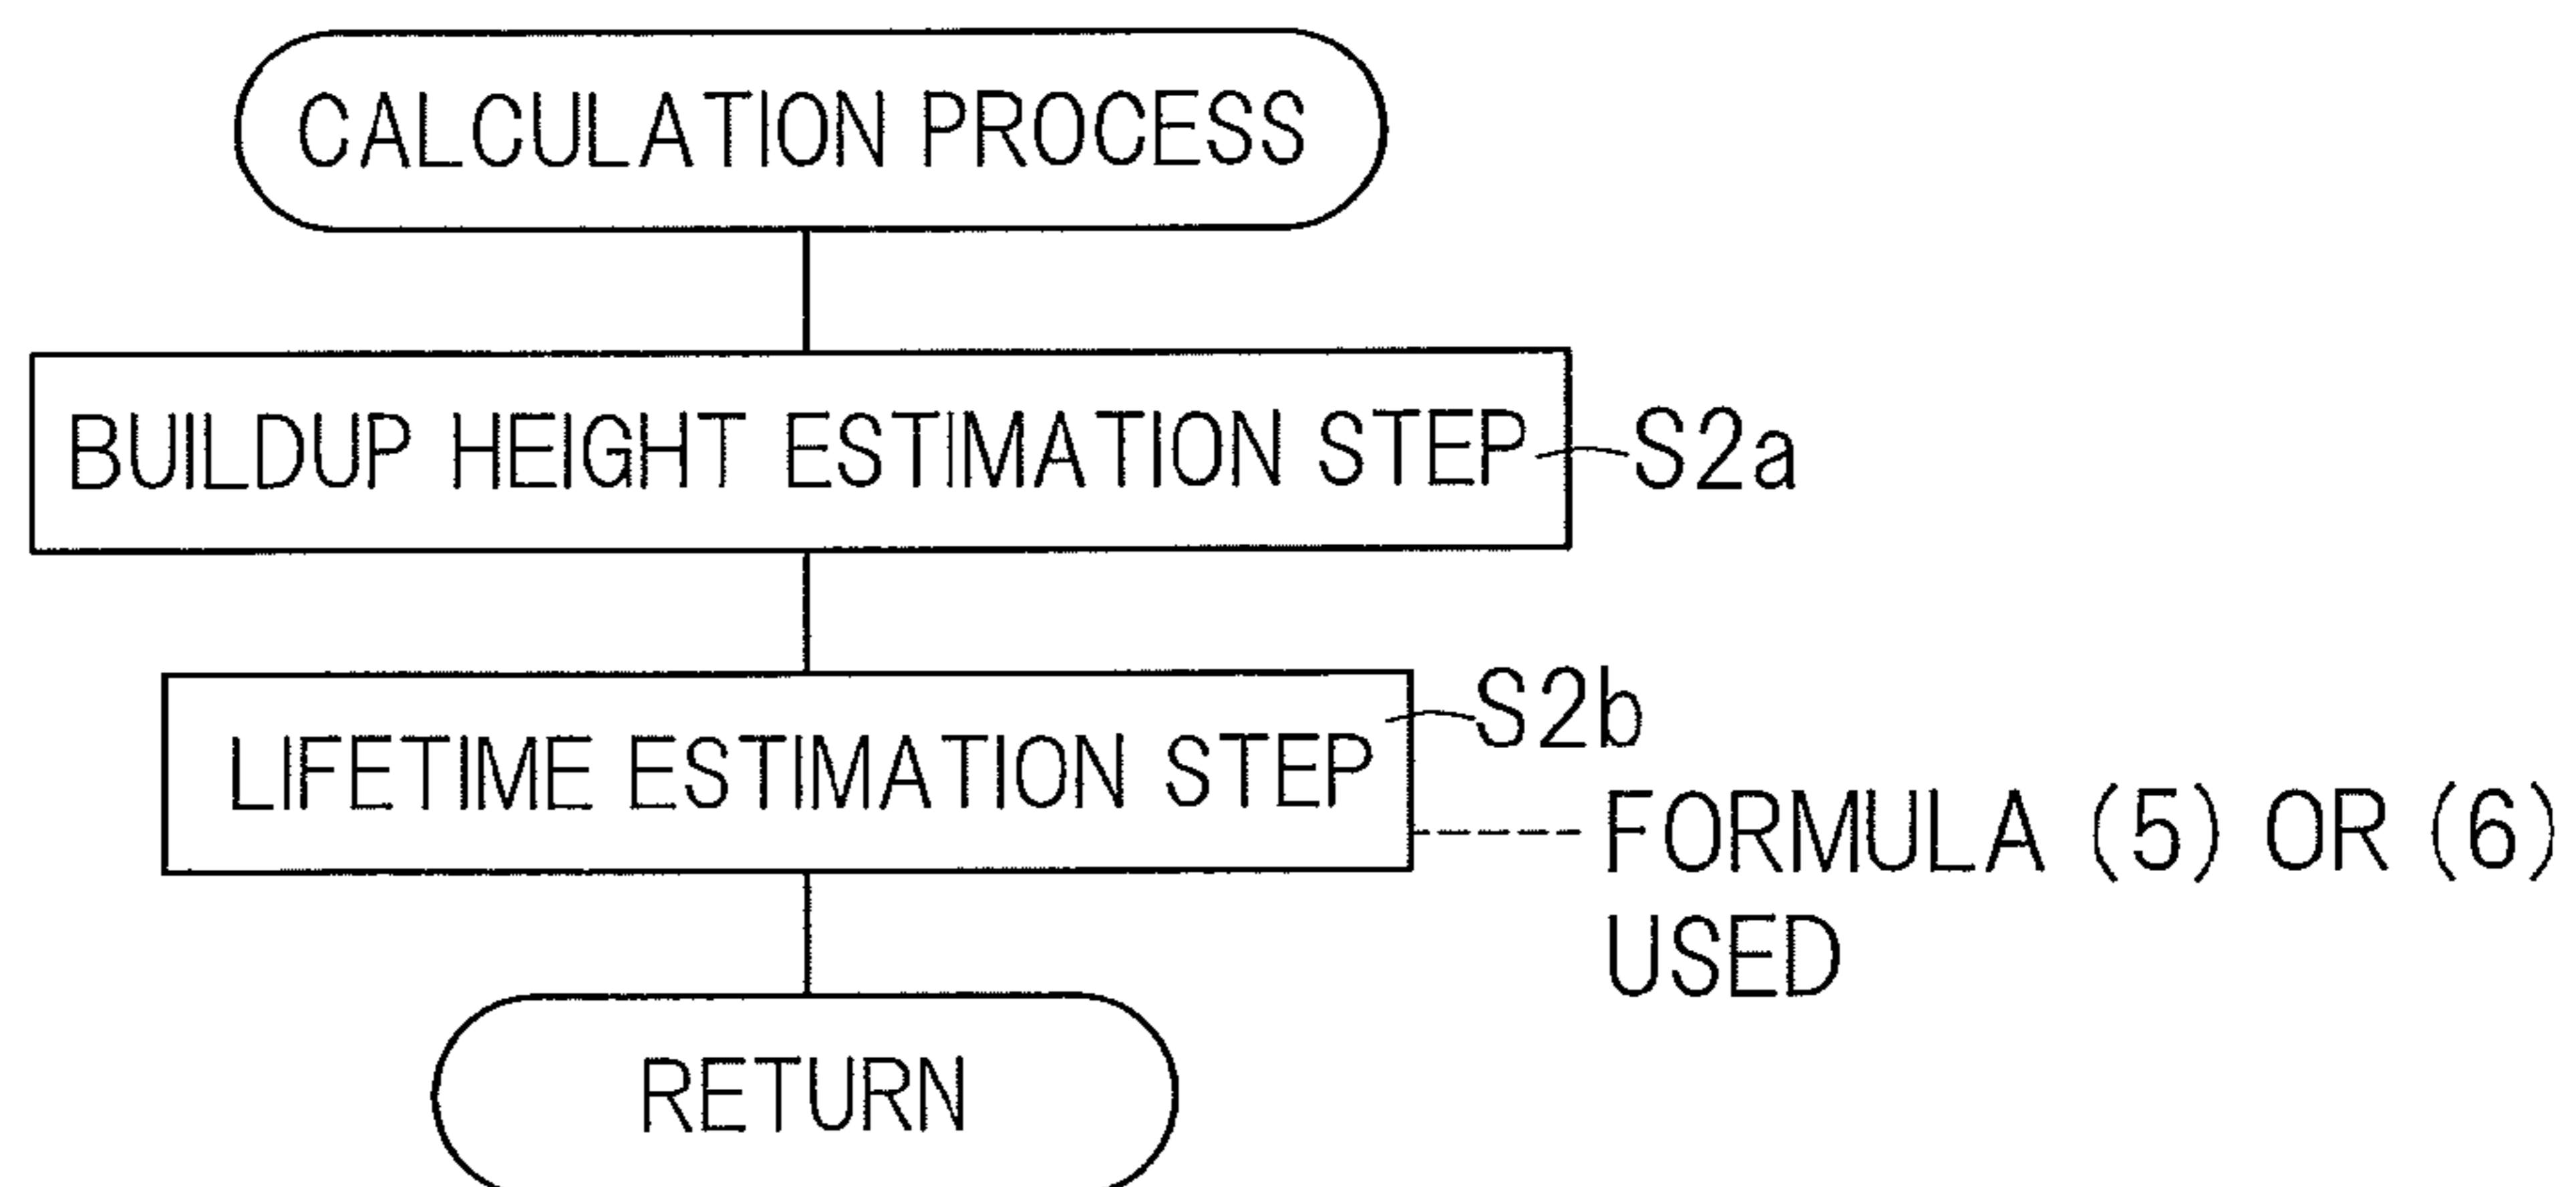 CALCULATION PROCESS
BUILDUP HEIGHT ESTIMATION STEP
S2a
S2b
LIFETIME ESTIMATION STEP
FORMULA (5) OR (6)
USED
RETURN